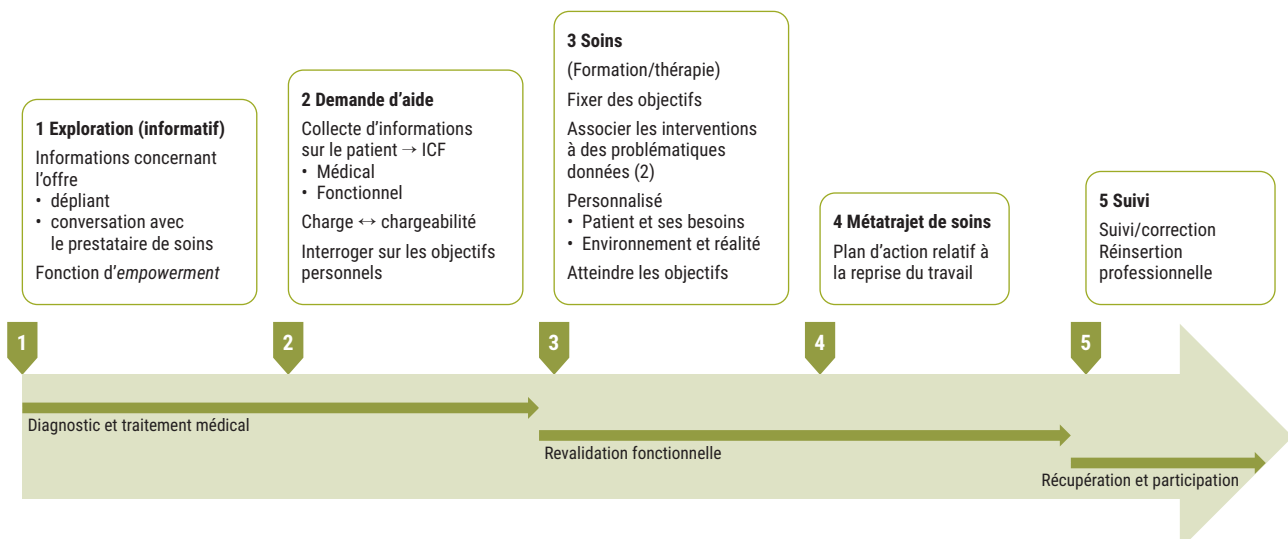 1 Exploration (informatif)
Informations concernant
l'offre
• dépliant
• conversation avec
le prestataire de soins
Fonction d'empowerment
2 Demande d'aide
Collecte d'informations
sur le patient → ICF
• Médical
• Fonctionnel
Charge ↔ chargeabilité
Interroger sur les objectifs
personnels
3 Soins
(Formation/thérapie)
Fixer des objectifs
Associer les interventions
à des problématiques
données (2)
Personnalisé
• Patient et ses besoins
• Environnement et réalité
Atteindre les objectifs
4 Métatrajet de soins
Plan d'action relatif à
la reprise du travail
5 Suivi
Suivi/correction
Réinsertion
professionnelle
1
2
3
4
5
Diagnostic et traitement médical
Revalidation fonctionnelle
Récupération et participation